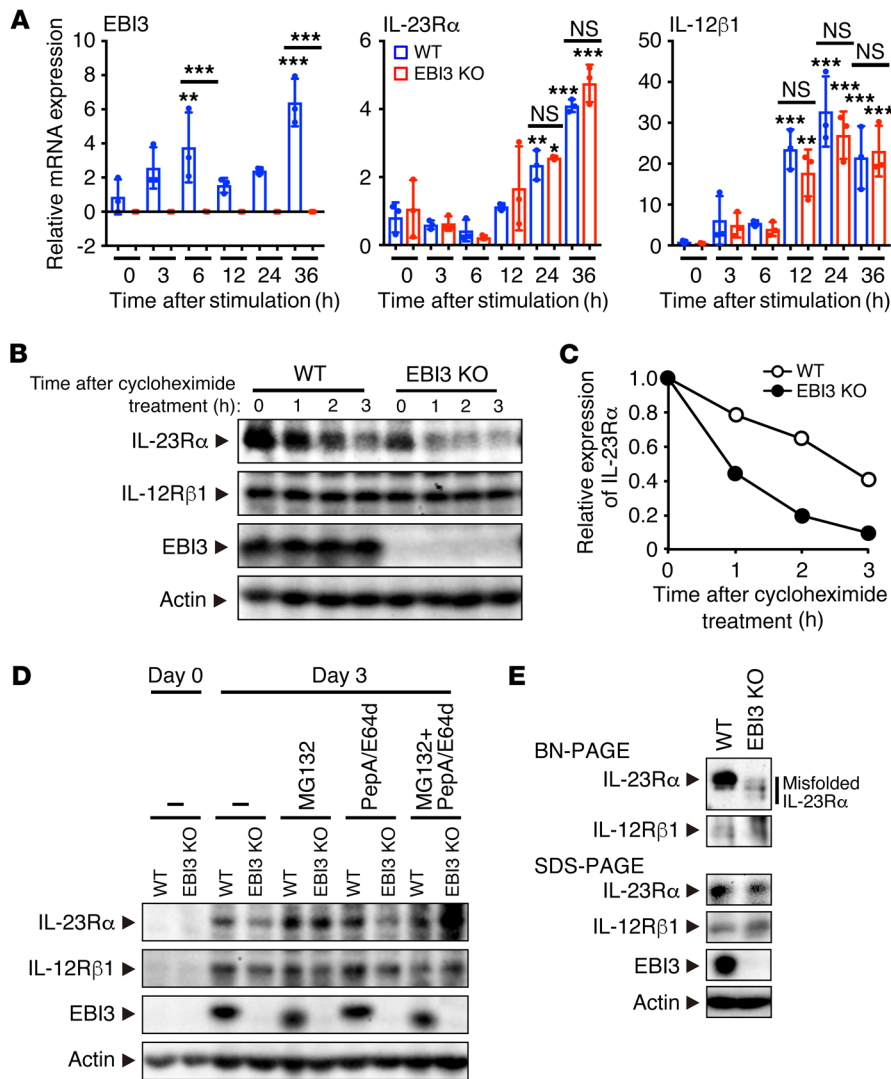 A
EBI3
IL-23Rα
IL-12β1
WT
EBI3 KO
Relative mRNA expression
10
8
6
4
2
0
-2
6
4
2
0
50
40
30
20
10
0
***
**
***
***
NS
**
*
NS
***
***
NS
***
**
NS
***
***
NS
***
***
0 3 6 12 24 36
0 3 6 12 24 36
0 3 6 12 24 36
Time after stimulation (h)
Time after stimulation (h)
Time after stimulation (h)
B
WT EBI3 KO
Time after cycloheximide
treatment (h): 0 1 2 3 0 1 2 3
IL-23Rα
IL-12Rβ1
EBI3
Actin
C
WT
EBI3 KO
Relative expression
of IL-23Rα
1.0
0.8
0.6
0.4
0.2
0
0 1 2 3
Time after cycloheximide
treatment (h)
D
Day 0 Day 3
– – MG132 PepA/E64d MG132+
PepA/E64d
WT EBI3 KO WT EBI3 KO WT EBI3 KO WT EBI3 KO WT EBI3 KO
IL-23Rα
IL-12Rβ1
EBI3
Actin
E
WT EBI3 KO
BN-PAGE
IL-23Rα
Misfolded
IL-23Rα
IL-12Rβ1
SDS-PAGE
IL-23Rα
IL-12Rβ1
EBI3
Actin